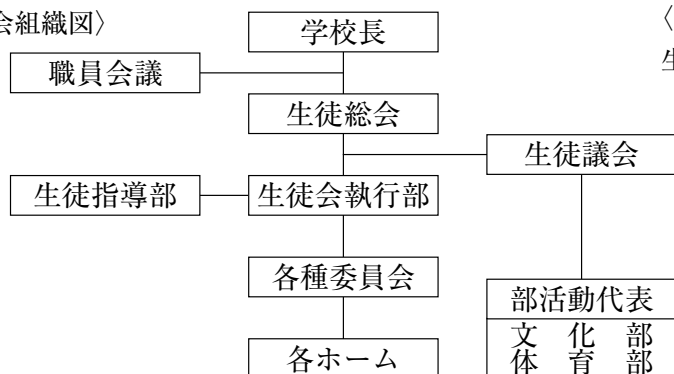 会組織図〉
〈
学校長
職員会議
生
生徒総会
生徒議会
生徒指導部
生徒会執行部
各種委員会
部活動代表
文化部
体育部
各ホーム